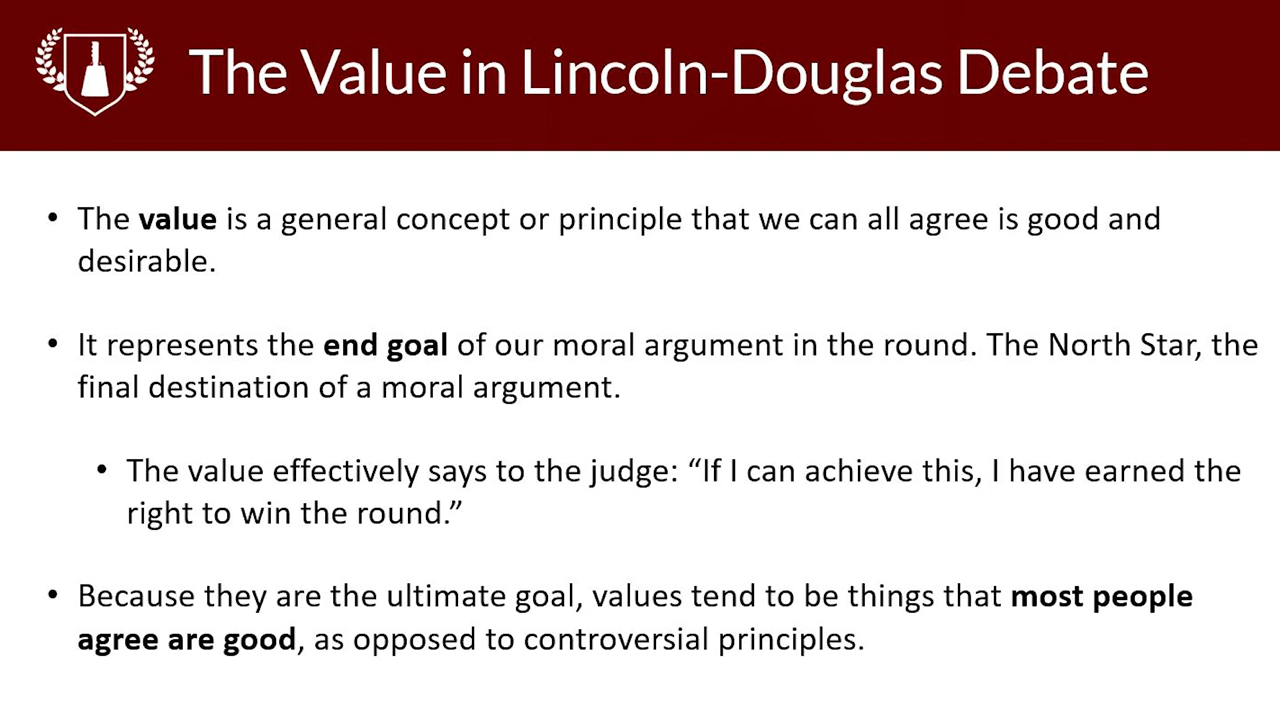 The Value in Lincoln-Douglas Debate
• The value is a general concept or principle that we can all agree is good and
desirable.
• It represents the end goal of our moral argument in the round. The North Star, the
final destination of a moral argument.
• The value effectively says to the judge: “If I can achieve this, I have earned the
right to win the round.”
• Because they are the ultimate goal, values tend to be things that most people
agree are good, as opposed to controversial principles.